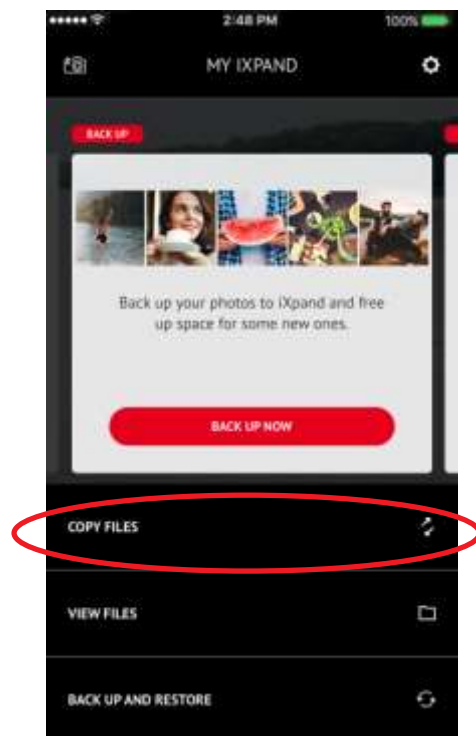 2:48 PM
100%
MY IXPAND
BACK UP
Back up your photos to iXpand and free
up space for some new ones.
BACK UP NOW
COPY FILES
VIEW FILES
BACK UP AND RESTORE